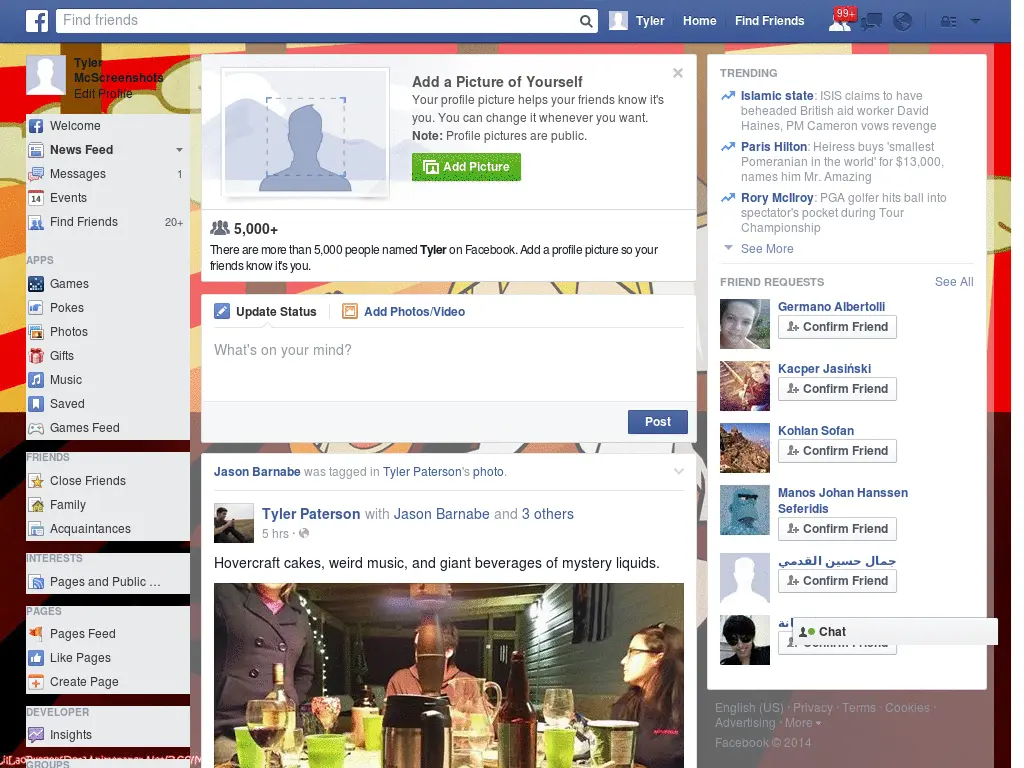 Find friends
Tyler
Home
Find Friends
99+
Tyler
McScreenshots
Edit Profile
Welcome
News Feed
Messages 1
14 Events
Find Friends 20+
APPS
Games
Pokes
Photos
Gifts
Music
Saved
Games Feed
FRIENDS
Close Friends
Family
Acquaintances
INTERESTS
Pages and Public ...
PAGES
Pages Feed
Like Pages
Create Page
DEVELOPER
Insights
GROUPS
Add a Picture of Yourself
Your profile picture helps your friends know it's
you. You can change it whenever you want.
Note: Profile pictures are public.
Add Picture
5,000+
There are more than 5,000 people named Tyler on Facebook. Add a profile picture so your
friends know it's you.
Update Status
Add Photos/Video
What's on your mind?
Post
Jason Barnabe was tagged in Tyler Paterson's photo.
Tyler Paterson with Jason Barnabe and 3 others
5 hrs ·
Hovercraft cakes, weird music, and giant beverages of mystery liquids.
TRENDING
Islamic state: ISIS claims to have
beheaded British aid worker David
Haines, PM Cameron vows revenge
Paris Hilton: Heiress buys 'smallest
Pomeranian in the world' for $13,000,
names him Mr. Amazing
Rory McIlroy: PGA golfer hits ball into
spectator's pocket during Tour
Championship
See More
FRIEND REQUESTS See All
Germano Albertolli
Confirm Friend
Kacper Jasiński
Confirm Friend
Kohlan Sofan
Confirm Friend
Manos Johan Hanssen
Seferidis
Confirm Friend
جمال حسين القدمي
Confirm Friend
Chat
Confirm Friend
English (US) · Privacy · Terms · Cookies ·
Advertising · More
Facebook © 2014